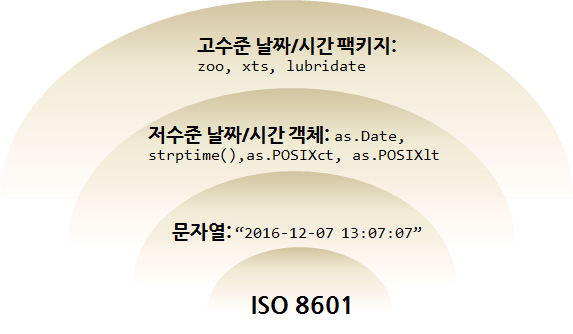 고수준 날짜/시간 팩키지:
zoo, xts, lubridate
저수준 날짜/시간 객체: as.Date,
strptime(),as.POSIXct, as.POSIXlt
문자열: “2016-12-07 13:07:07”
ISO 8601